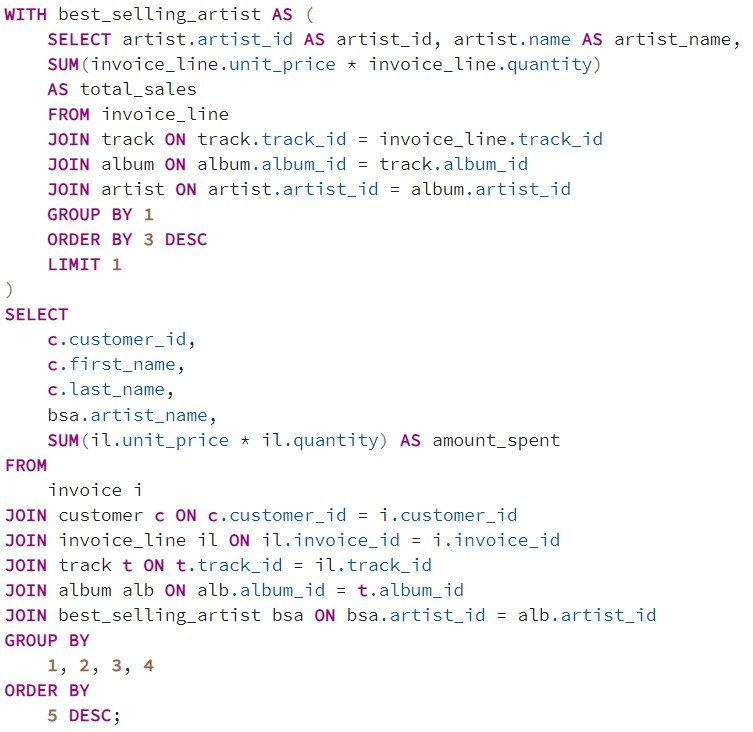 WITH best_selling_artist AS (
    SELECT artist.artist_id AS artist_id, artist.name AS artist_name,
    SUM(invoice_line.unit_price * invoice_line.quantity)
    AS total_sales
    FROM invoice_line
    JOIN track ON track.track_id = invoice_line.track_id
    JOIN album ON album.album_id = track.album_id
    JOIN artist ON artist.artist_id = album.artist_id
    GROUP BY 1
    ORDER BY 3 DESC
    LIMIT 1
)
SELECT
    c.customer_id,
    c.first_name,
    c.last_name,
    bsa.artist_name,
    SUM(il.unit_price * il.quantity) AS amount_spent
FROM
    invoice i
JOIN customer c ON c.customer_id = i.customer_id
JOIN invoice_line il ON il.invoice_id = i.invoice_id
JOIN track t ON t.track_id = il.track_id
JOIN album alb ON alb.album_id = t.album_id
JOIN best_selling_artist bsa ON bsa.artist_id = alb.artist_id
GROUP BY
    1, 2, 3, 4
ORDER BY
    5 DESC;